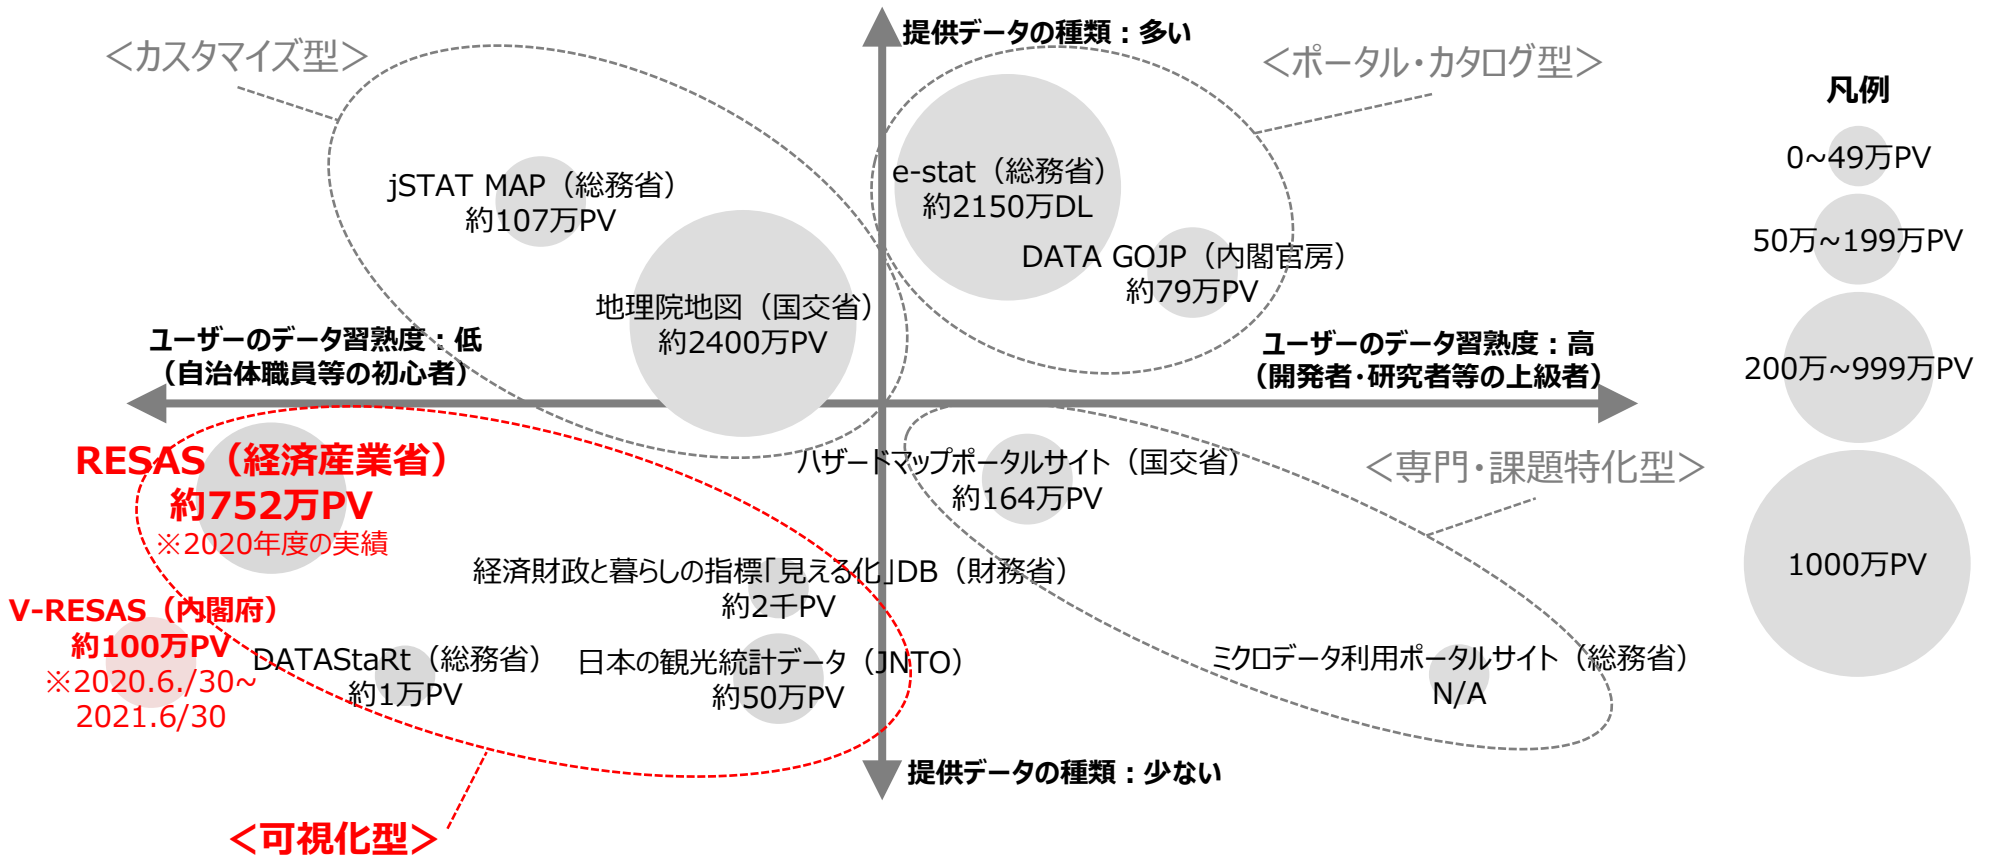 提供データの種類：多い
＜カスタマイズ型＞
＜ポータル・カタログ型＞
凡例
0~49万PV
50万~199万PV
200万~999万PV
1000万PV
jSTAT MAP（総務省）
約107万PV
e-stat（総務省）
約2150万DL
DATA GOJP（内閣官房）
約79万PV
地理院地図（国交省）
約2400万PV
ユーザーのデータ習熟度：低
（自治体職員等の初心者）
ユーザーのデータ習熟度：高
（開発者・研究者等の上級者）
RESAS（経済産業省）
約752万PV
※2020年度の実績
ハザードマップポータルサイト（国交省）
約164万PV
＜専門・課題特化型＞
経済財政と暮らしの指標「見える化」DB（財務省）
約2千PV
V-RESAS（内閣府）
約100万PV
※2020.6./30~
2021.6/30
DATAStaRt（総務省）
約1万PV
日本の観光統計データ（JNTO）
約50万PV
ミクロデータ利用ポータルサイト（総務省）
N/A
提供データの種類：少ない
＜可視化型＞